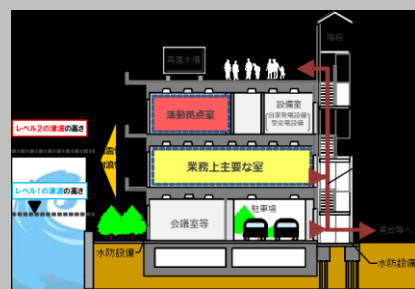 階段
高置水槽
活動拠点室
設備室
(自家発電設備
受変電設備)
レベル2の津波の高さ
業務上主要な室
レベル1の津波の高さ
会議室等
駐車場
高台等へ
水防設備
水防設備